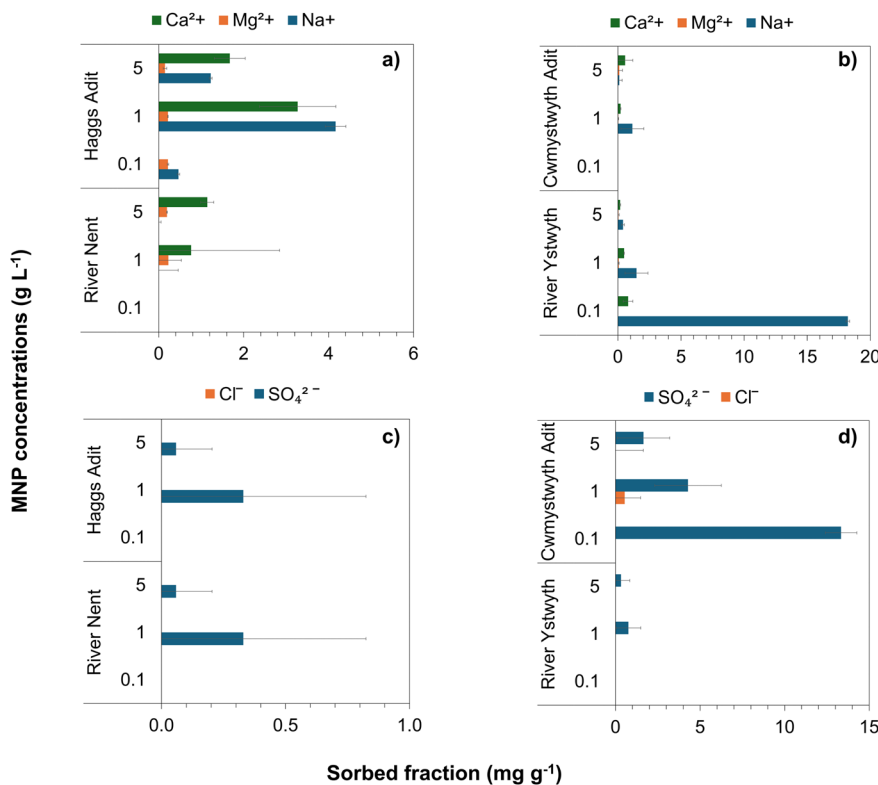 Ca²+ Mg²+ Na+
a)
Haggs Adit
5
1
0.1
River Nent
5
1
0.1
0 2 4 6
Ca²+ Mg²+ Na+
b)
Cwmystwyth Adit
5
1
0.1
River Ystwyth
5
1
0.1
0 5 10 15 20
MNP concentrations (g L⁻¹)
Cl⁻ SO₄²⁻
c)
Haggs Adit
5
1
0.1
River Nent
5
1
0.1
0.0 0.5 1.0
SO₄²⁻ Cl⁻
d)
Cwmystwyth Adit
5
1
0.1
River Ystwyth
5
1
0.1
0 5 10 15
Sorbed fraction (mg g⁻¹)